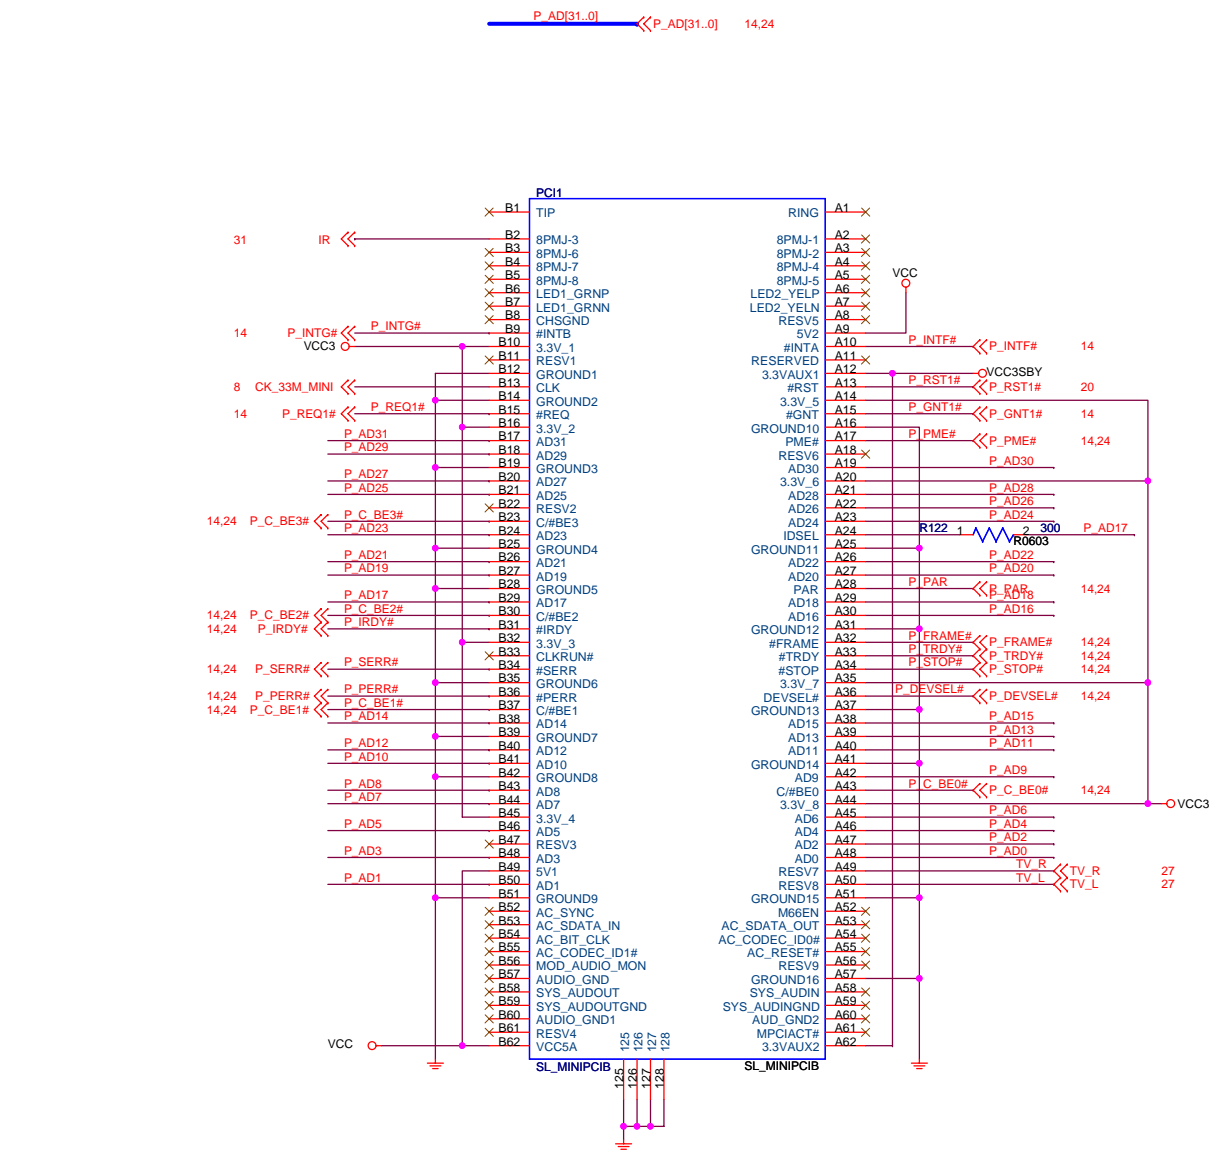 P_AD[31..0] P_AD[31..0] 14,24
PCI1
B1 TIP RING A1
31 IR B2 8PMJ-3 8PMJ-1 A2
B3 8PMJ-6 8PMJ-2 A3
B4 8PMJ-7 8PMJ-4 A4
B5 8PMJ-8 8PMJ-5 A5 VCC
B6 LED1_GRNP LED2_YELP A6
B7 LED1_GRNN LED2_YELN A7
B8 CHSGND RESV5 A8
14 P_INTG# P_INTG# B9 #INTB 5V2 A9
VCC3 B10 3.3V_1 #INTA A10 P_INTF# P_INTF# 14
B11 RESV1 RESERVED A11
B12 GROUND1 3.3VAUX1 A12 VCC3SBY
8 CK_33M_MINI B13 CLK #RST A13 P_RST1# P_RST1# 20
B14 GROUND2 3.3V_5 A14
14 P_REQ1# P_REQ1# B15 #REQ #GNT A15 P_GNT1# P_GNT1# 14
B16 3.3V_2 GROUND10 A16
P_AD31 B17 AD31 PME# A17 P_PME# P_PME# 14,24
P_AD29 B18 AD29 RESV6 A18
B19 GROUND3 AD30 A19 P_AD30
P_AD27 B20 AD27 3.3V_6 A20
P_AD25 B21 AD25 AD28 A21 P_AD28
B22 RESV2 AD26 A22 P_AD26
14,24 P_C_BE3# P_C_BE3# B23 C/#BE3 AD24 A23 P_AD24
P_AD23 B24 AD23 IDSEL A24 R122 1 2 300 R0603 P_AD17
B25 GROUND4 GROUND11 A25
P_AD21 B26 AD21 AD22 A26 P_AD22
P_AD19 B27 AD19 AD20 A27 P_AD20
B28 GROUND5 PAR A28 P_PAR P_PAR 14,24
P_AD17 B29 AD17 AD18 A29 P_AD18
14,24 P_C_BE2# P_C_BE2# B30 C/#BE2 AD16 A30 P_AD16
14,24 P_IRDY# P_IRDY# B31 #IRDY GROUND12 A31
B32 3.3V_3 #FRAME A32 P_FRAME# P_FRAME# 14,24
B33 CLKRUN# #TRDY A33 P_TRDY# P_TRDY# 14,24
14,24 P_SERR# P_SERR# B34 #SERR #STOP A34 P_STOP# P_STOP# 14,24
B35 GROUND6 3.3V_7 A35
14,24 P_PERR# P_PERR# B36 #PERR DEVSEL# A36 P_DEVSEL# P_DEVSEL# 14,24
14,24 P_C_BE1# P_C_BE1# B37 C/#BE1 GROUND13 A37
P_AD14 B38 AD14 AD15 A38 P_AD15
B39 GROUND7 AD13 A39 P_AD13
P_AD12 B40 AD12 AD11 A40 P_AD11
P_AD10 B41 AD10 GROUND14 A41
B42 GROUND8 AD9 A42 P_AD9
P_AD8 B43 AD8 C/#BE0 A43 P_C_BE0# P_C_BE0# 14,24
P_AD7 B44 AD7 3.3V_8 A44 VCC3
B45 3.3V_4 AD6 A45 P_AD6
P_AD5 B46 AD5 AD4 A46 P_AD4
B47 RESV3 AD2 A47 P_AD2
P_AD3 B48 AD3 AD0 A48 P_AD0
B49 5V1 RESV7 A49 TV_R TV_R 27
P_AD1 B50 AD1 RESV8 A50 TV_L TV_L 27
B51 GROUND9 GROUND15 A51
B52 AC_SYNC M66EN A52
B53 AC_SDATA_IN AC_SDATA_OUT A53
B54 AC_BIT_CLK AC_CODEC_ID0# A54
B55 AC_CODEC_ID1# AC_RESET# A55
B56 MOD_AUDIO_MON RESV9 A56
B57 AUDIO_GND GROUND16 A57
B58 SYS_AUDOUT SYS_AUDIN A58
B59 SYS_AUDOUTGND SYS_AUDINGND A59
B60 AUDIO_GND1 AUD_GND2 A60
B61 RESV4 MPCIACT# A61
VCC B62 VCC5A 125 126 127 128 3.3VAUX2 A62
SL_MINIPCIB SL_MINIPCIB
125 126 127 128